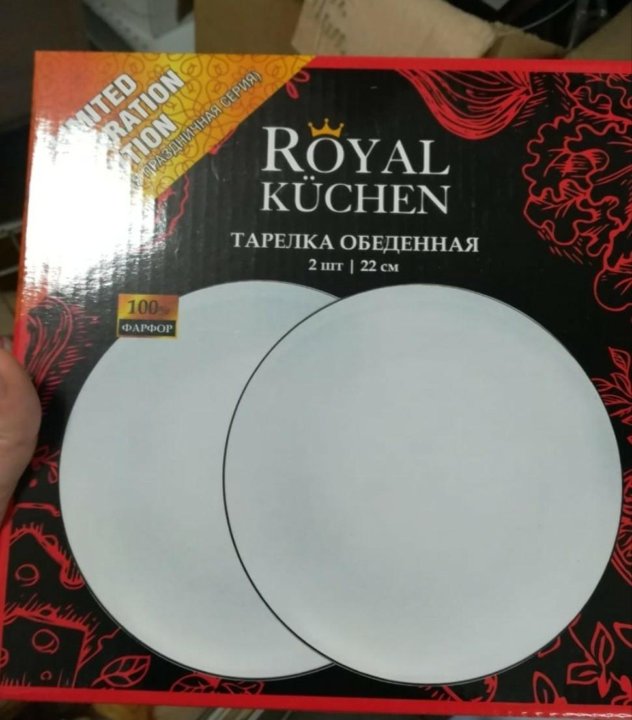 MITED
RATION
TION
ПРАЗДНИЧНАЯ СЕРИЯ)
ROYAL
KÜCHEN
ТАРЕЛКА ОБЕДЕННАЯ
2 шт | 22 см
100%
ФАРФОР